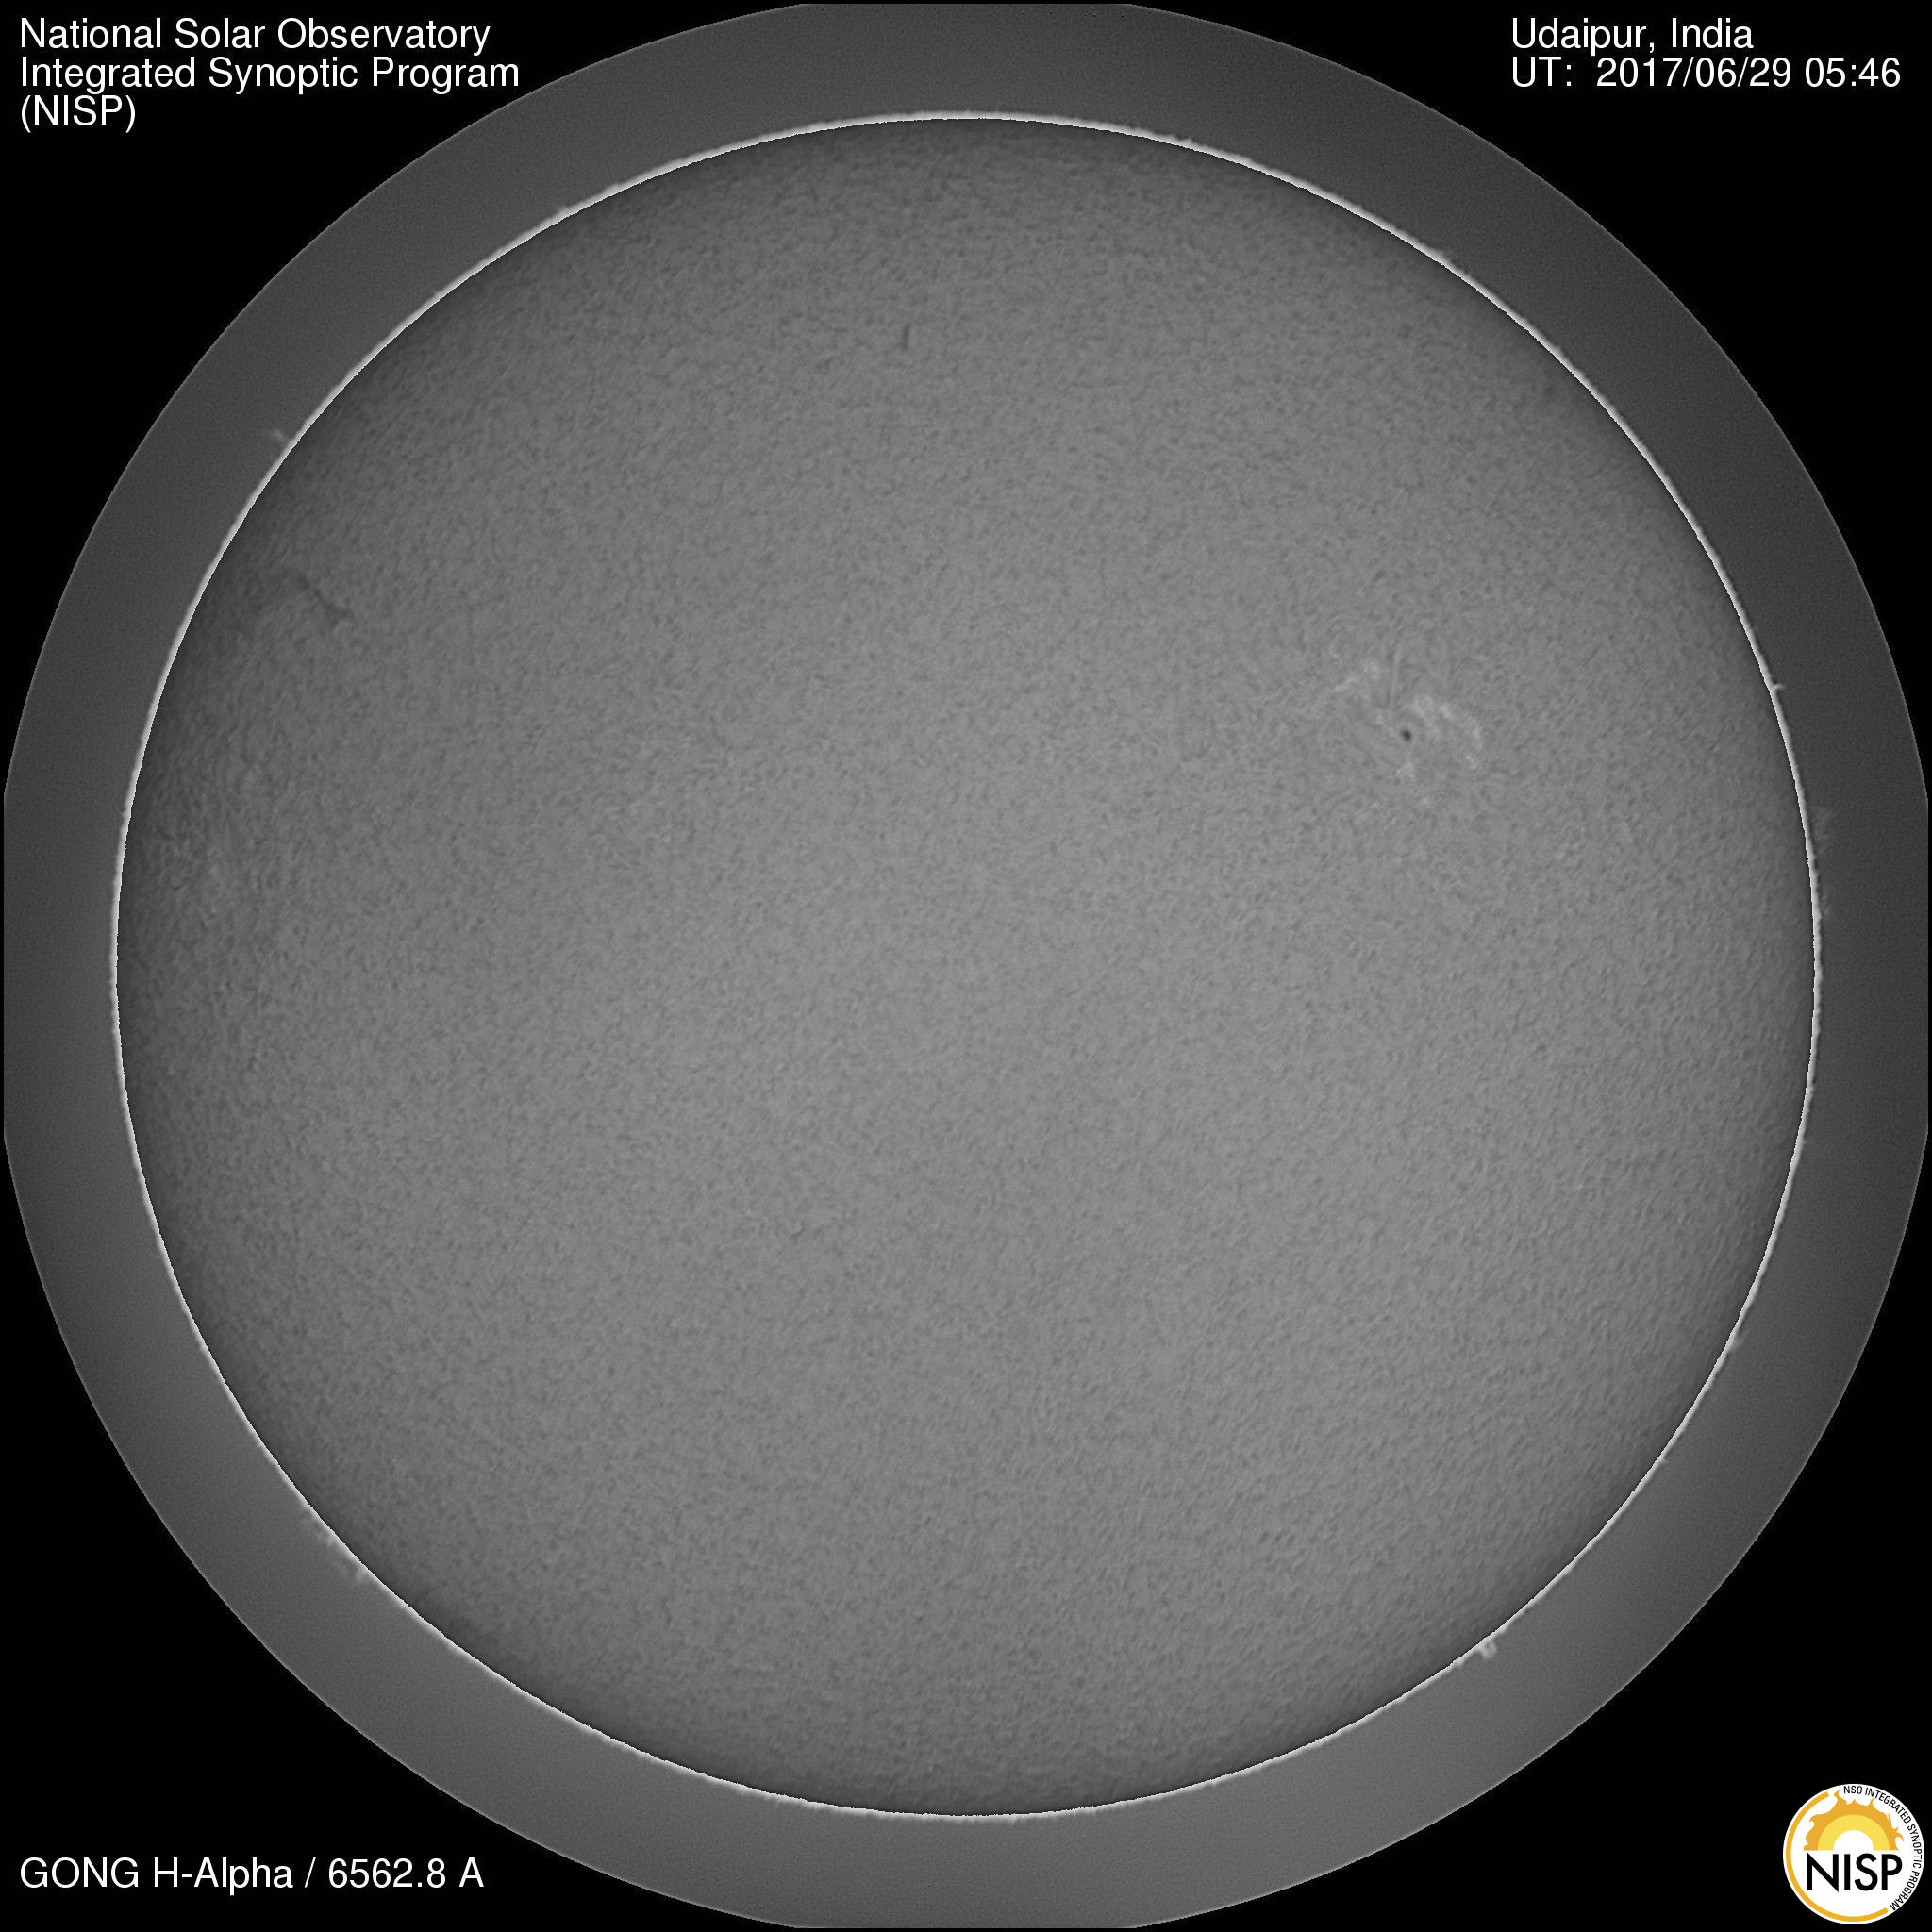 National Solar Observatory
Integrated Synoptic Program
(NISP)
Udaipur, India
UT: 2017/06/29 05:46
GONG H-Alpha / 6562.8 A
NSO INTEGRATED SYNOPTIC PROGRAM
NISP